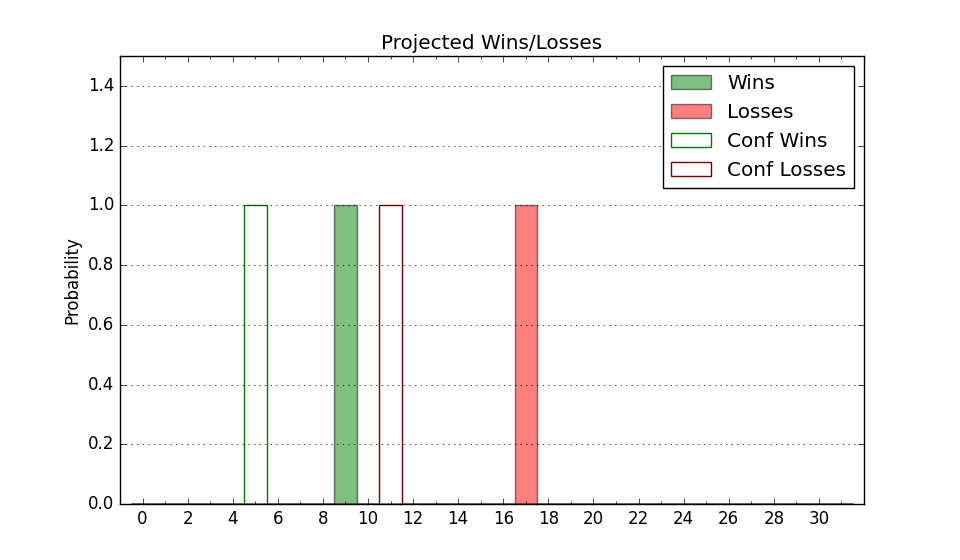 Projected Wins/Losses
Wins
Losses
Conf Wins
Conf Losses
Probability
1.4
1.2
1.0
0.8
0.6
0.4
0.2
0.0
0 2 4 6 8 10 12 14 16 18 20 22 24 26 28 30